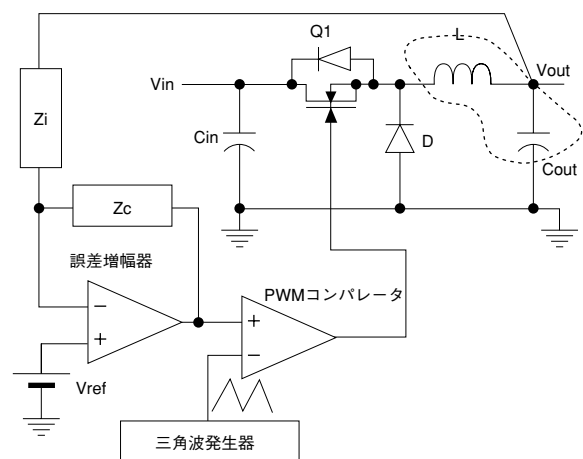 Q1
L
Vin
Vout
Zi
Cin
D
Cout
Zc
誤差増幅器
PWMコンパレータ
−
+
+
−
Vref
三角波発生器